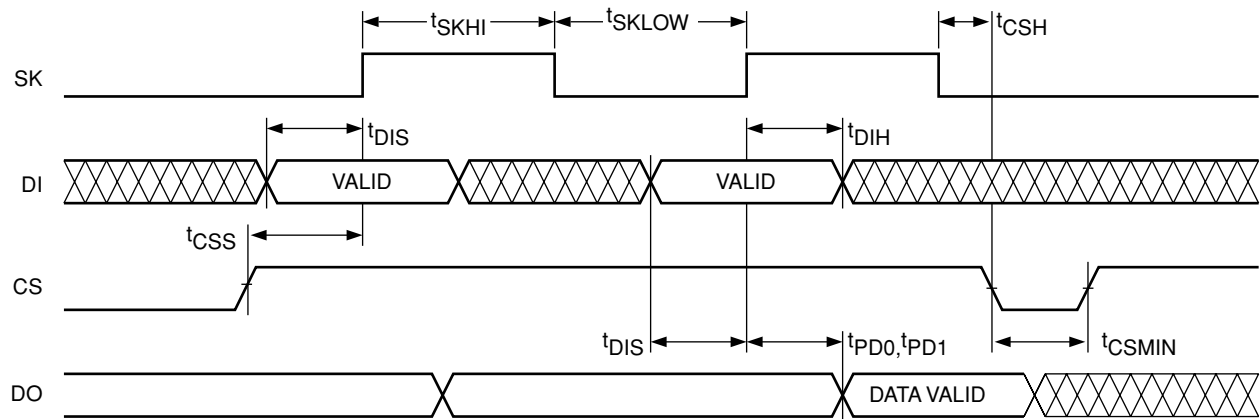 tSKHI tSKLOW tCSH
SK
tDIS tDIH
DI VALID VALID
tCSS
CS
tDIS tPD0,tPD1 tCSMIN
DO DATA VALID